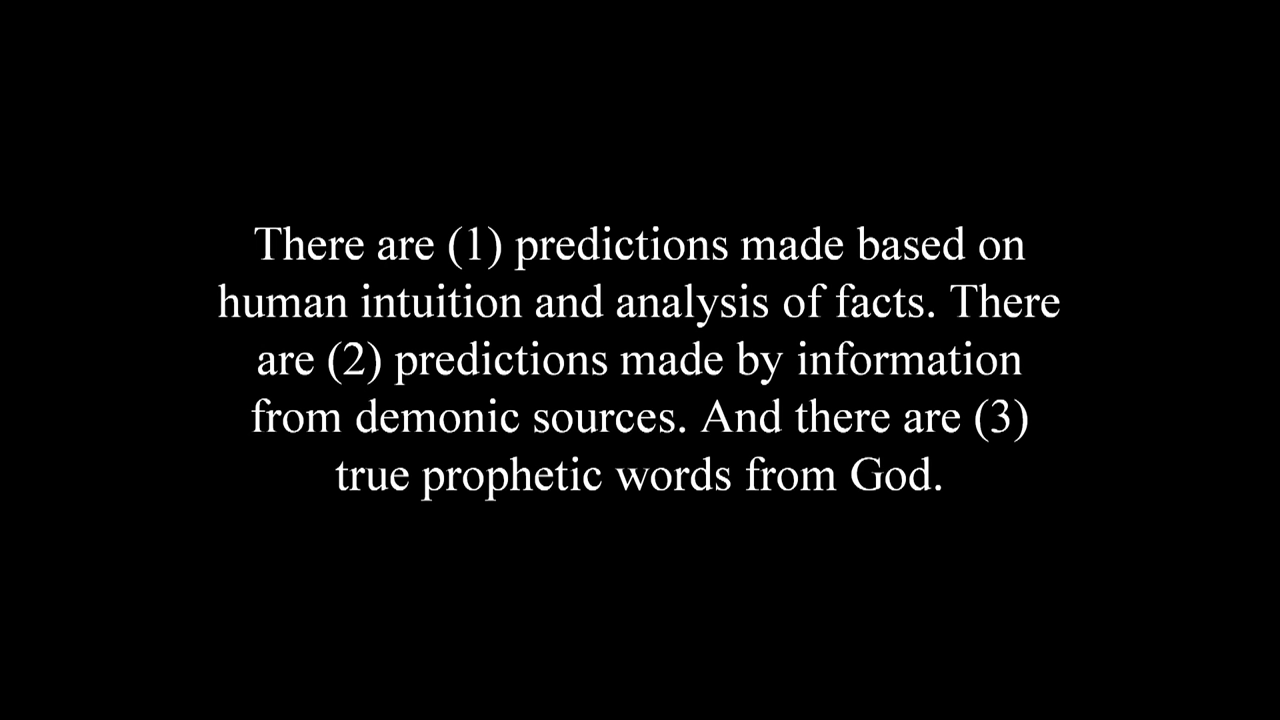 There are (1) predictions made based on
human intuition and analysis of facts. There
are (2) predictions made by information
from demonic sources. And there are (3)
true prophetic words from God.